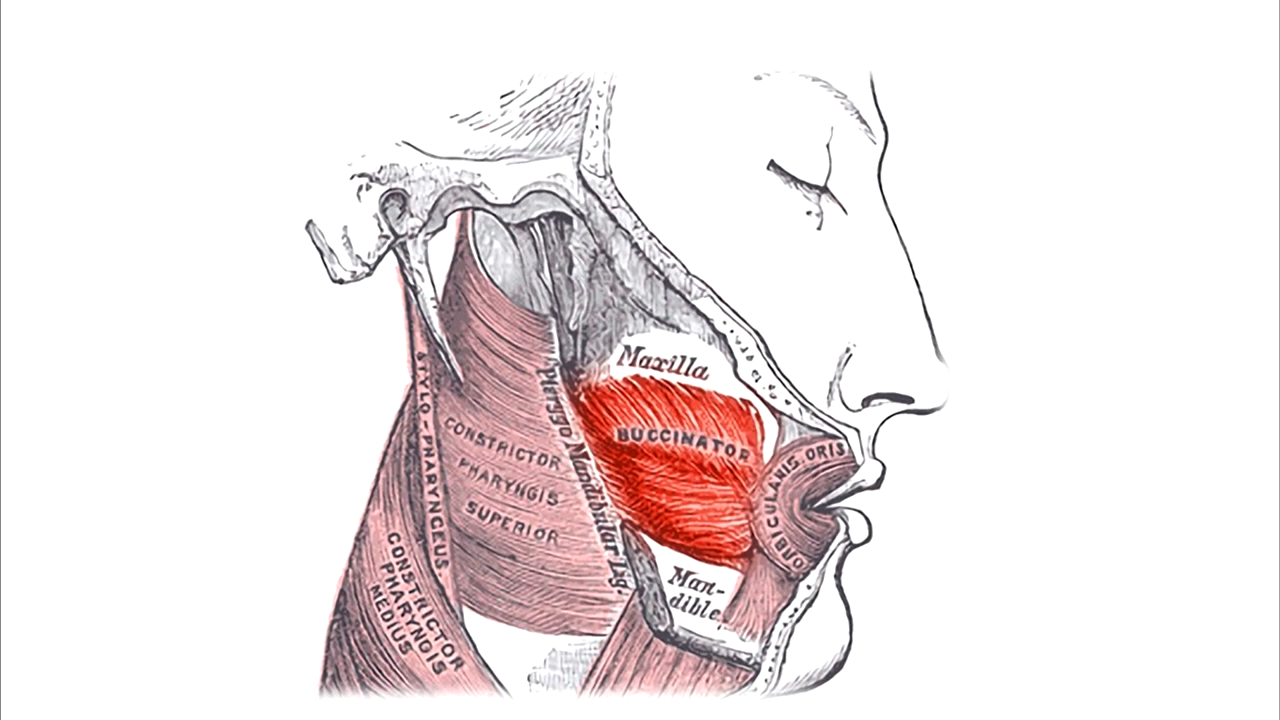 Maxilla
BUCCINATOR
ORBICULARIS ORIS
Pterygo Mandibular Lig.
STYLO-PHARYNGEUS
CONSTRICTOR
PHARYNGIS
SUPERIOR
Man-
dible.
CONSTRICTOR
PHARYNGIS
MEDIUS